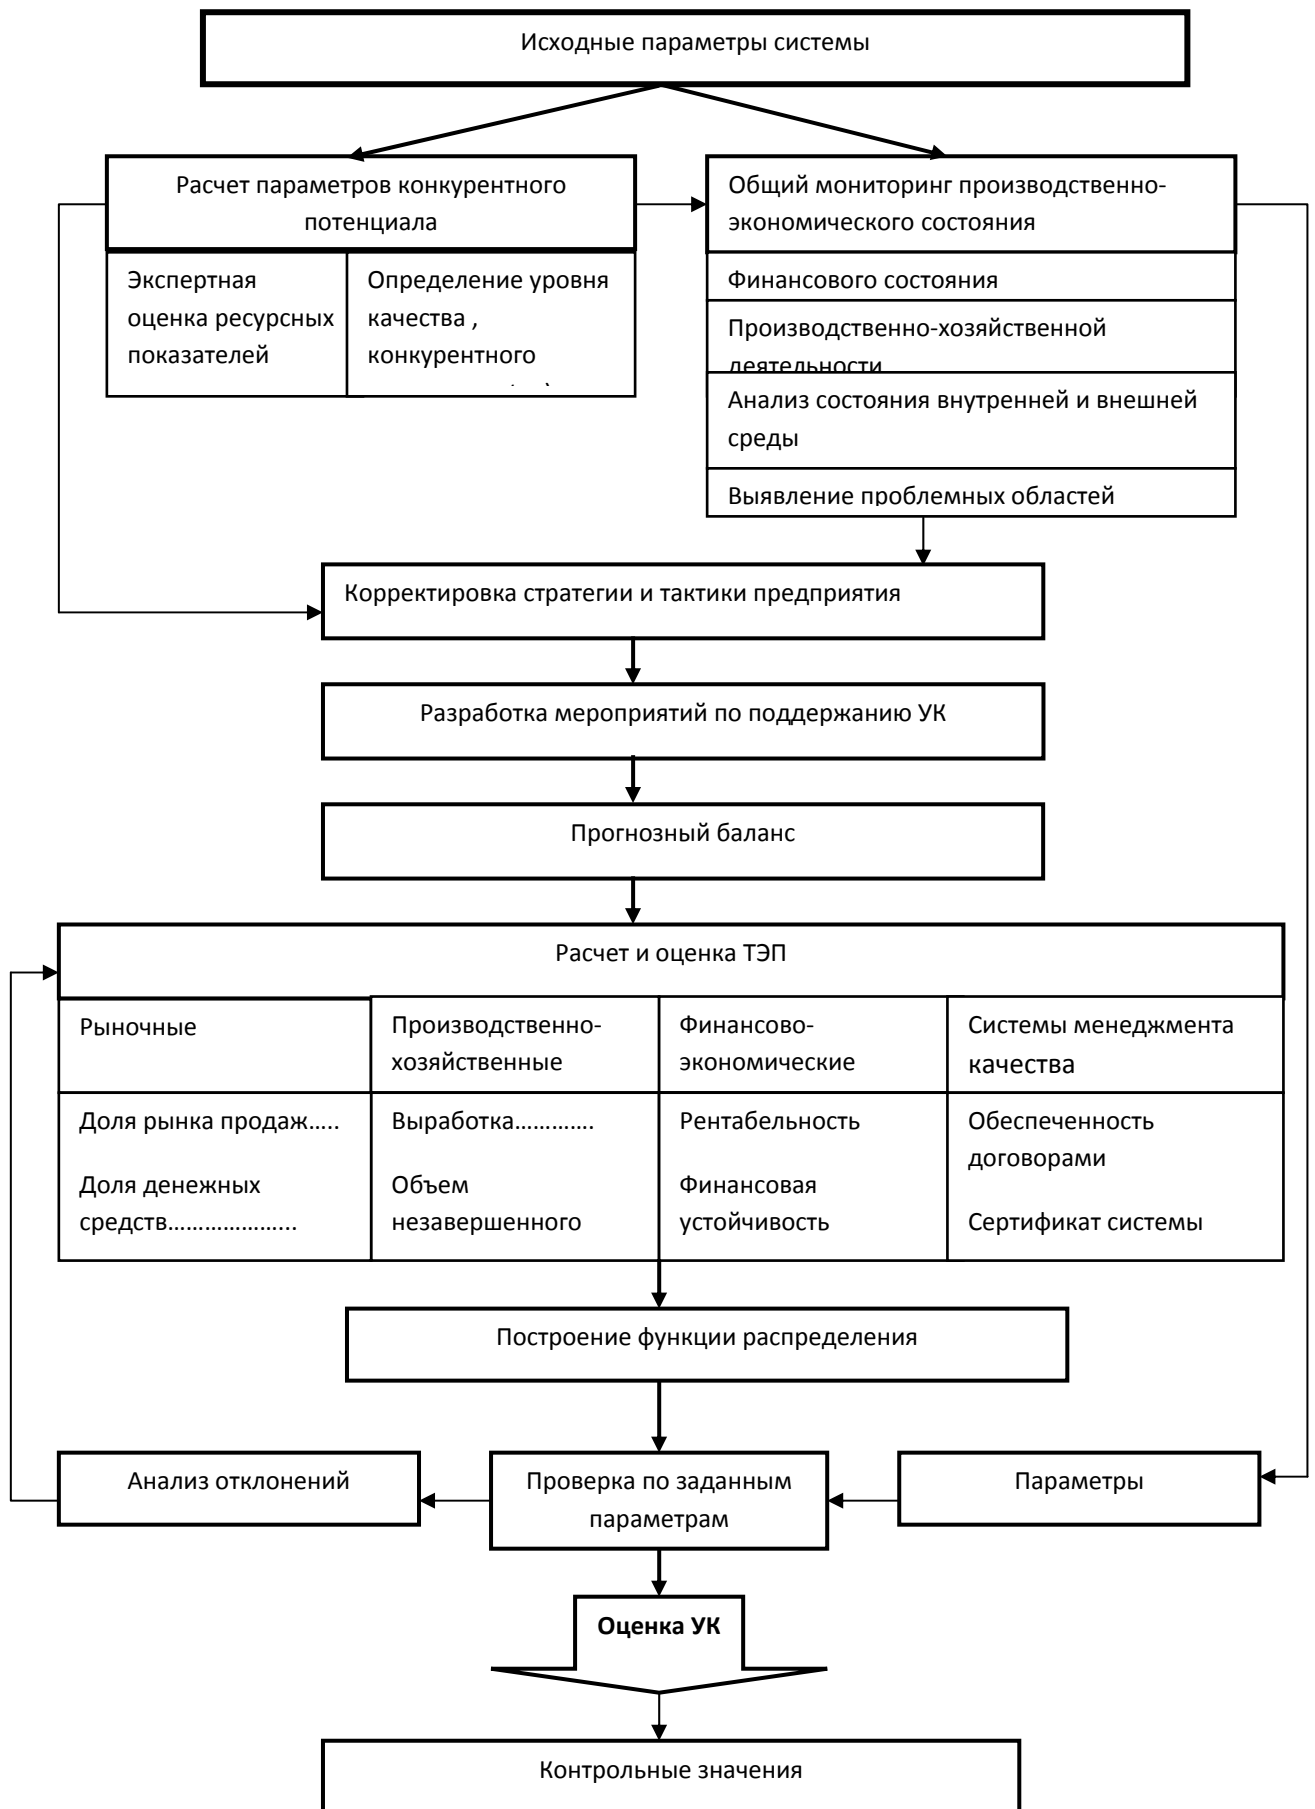 Исходные параметры системы
Расчет параметров конкурентного
потенциала
Экспертная
оценка ресурсных
показателей
Определение уровня
качества ,
конкурентного
Общий мониторинг производственно-
экономического состояния
Финансового состояния
Производственно-хозяйственной
деятельности
Анализ состояния внутренней и внешней
среды
Выявление проблемных областей
Корректировка стратегии и тактики предприятия
Разработка мероприятий по поддержанию УК
Прогнозный баланс
Расчет и оценка ТЭП
Рыночные
Производственно-
хозяйственные
Финансово-
экономические
Системы менеджмента
качества
Доля рынка продаж…..
Доля денежных
средств………………...
Выработка………….
Объем
незавершенного
Рентабельность
Финансовая
устойчивость
Обеспеченность
договорами
Сертификат системы
Построение функции распределения
Анализ отклонений
Проверка по заданным
параметрам
Параметры
Оценка УК
Контрольные значения